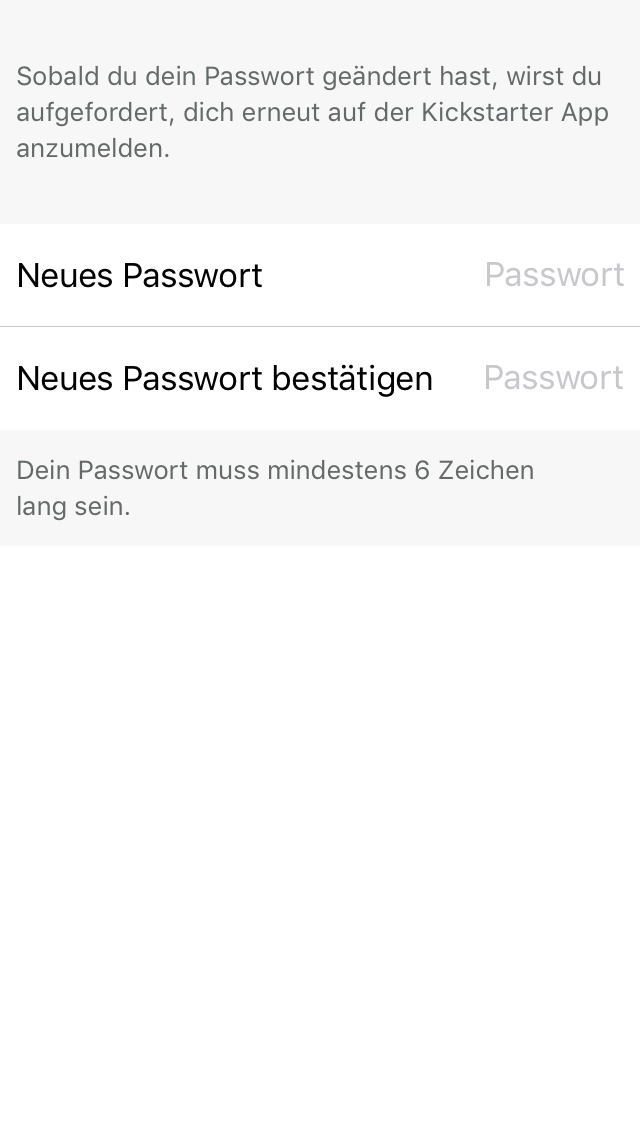 Sobald du dein Passwort geändert hast, wirst du
aufgefordert, dich erneut auf der Kickstarter App
anzumelden.
Neues Passwort Passwort
Neues Passwort bestätigen Passwort
Dein Passwort muss mindestens 6 Zeichen
lang sein.